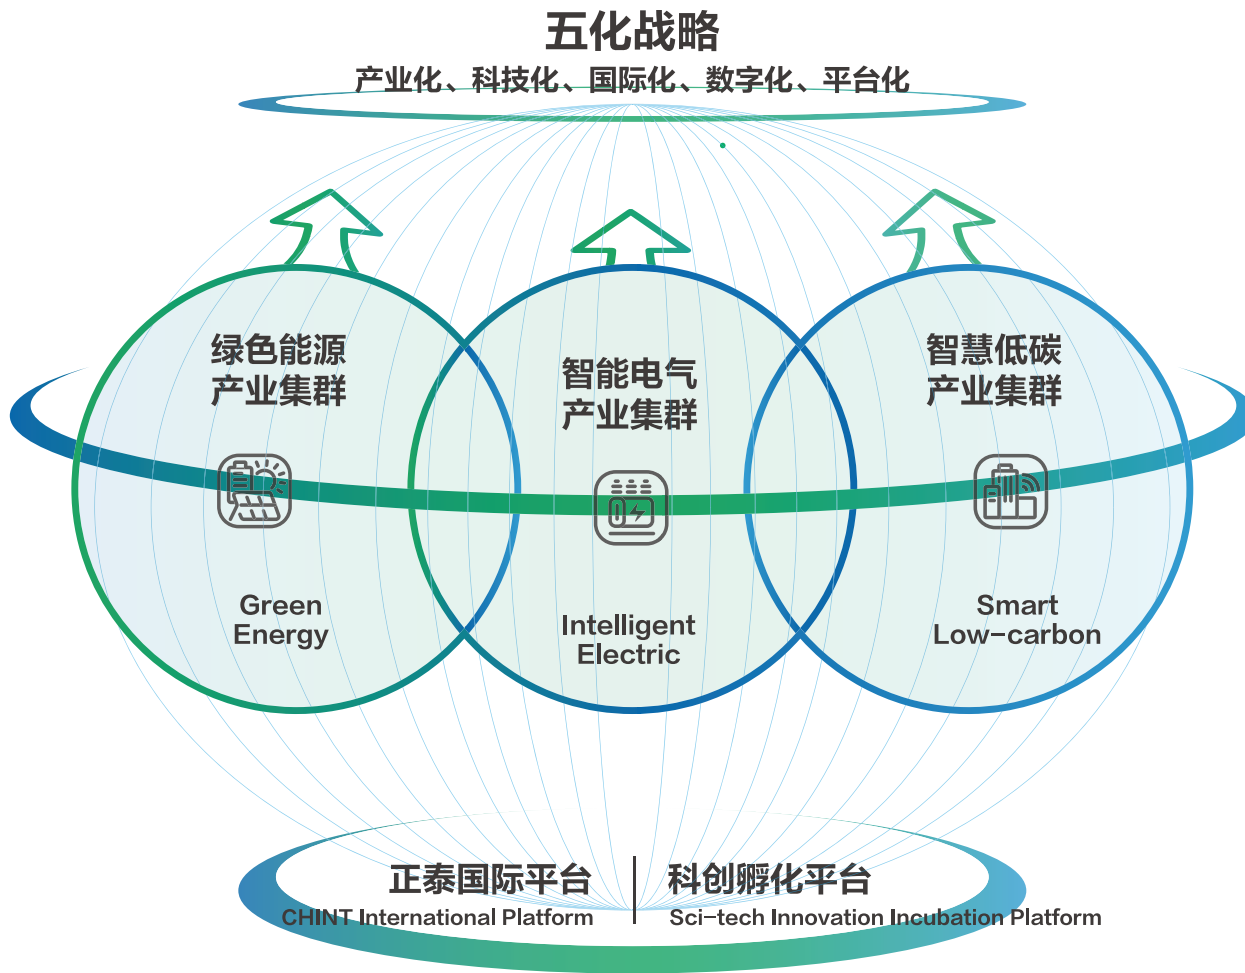 五化战略
产业化、科技化、国际化、数字化、平台化
绿色能源
产业集群
Green
Energy
智能电气
产业集群
Intelligent
Electric
智慧低碳
产业集群
Smart
Low-carbon
正泰国际平台
CHINT International Platform
科创孵化平台
Sci-tech Innovation Incubation Platform